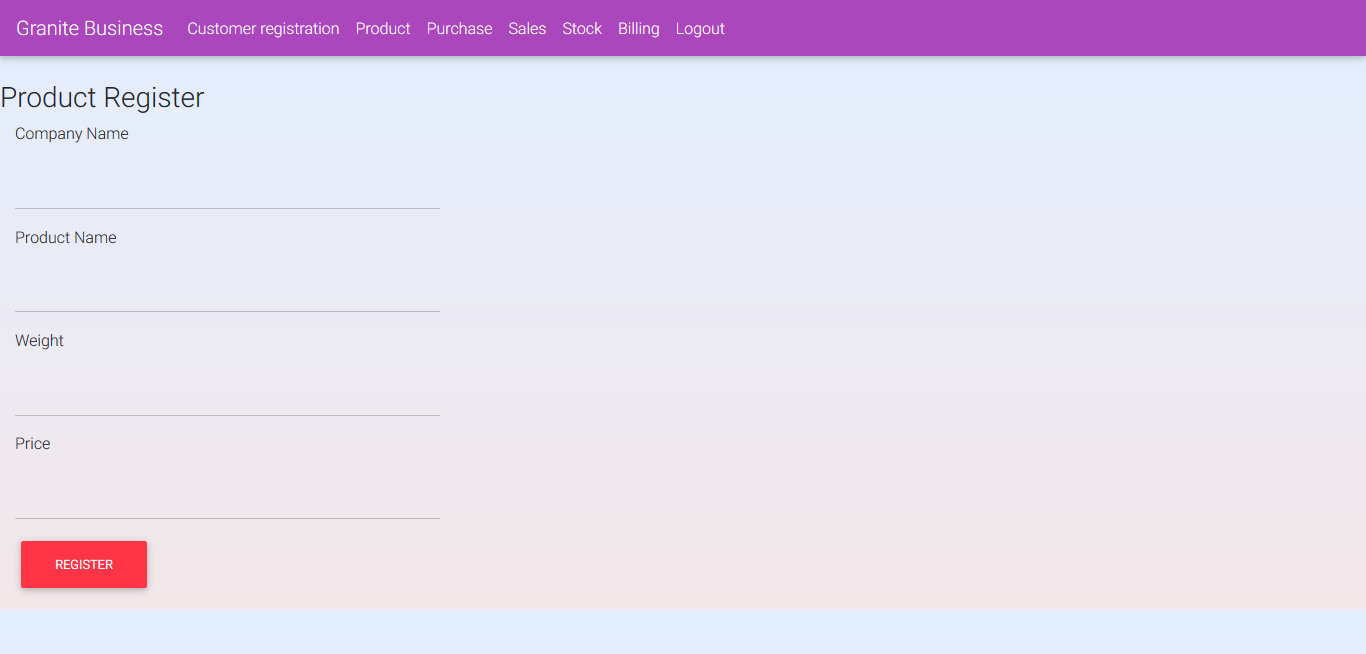 Granite Business Customer registration Product Purchase Sales Stock Billing Logout
Product Register
Company Name
Product Name
Weight
Price
REGISTER